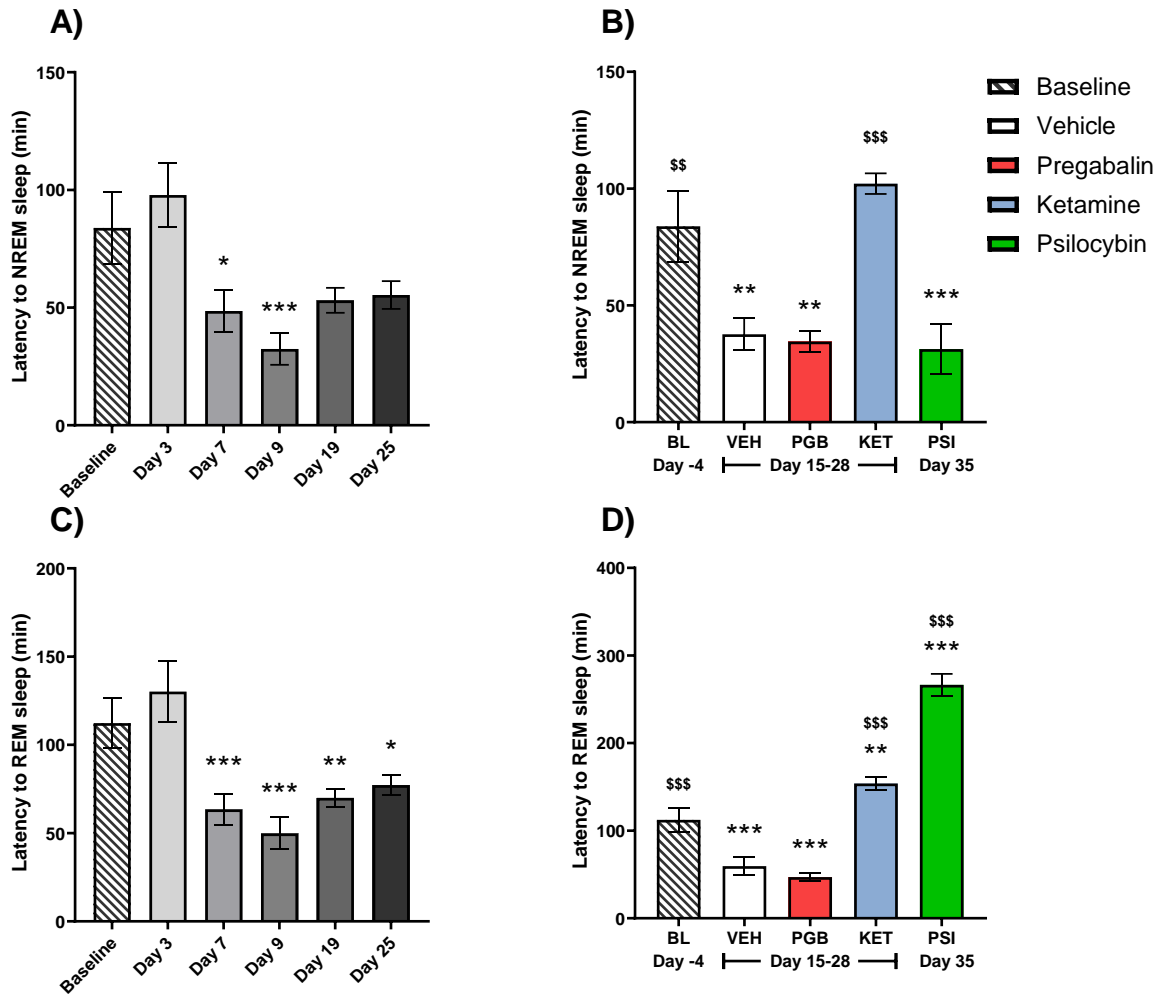 A)
Latency to NREM sleep (min)
150
100
50
0
*
***
Baseline
Day 3
Day 7
Day 9
Day 19
Day 25
B)
Latency to NREM sleep (min)
150
100
50
0
$$
**
**
$$$
***
BL
VEH
PGB
KET
PSI
Day -4
Day 15-28
Day 35
Baseline
Vehicle
Pregabalin
Ketamine
Psilocybin
C)
Latency to REM sleep (min)
200
150
100
50
0
***
***
**
*
Baseline
Day 3
Day 7
Day 9
Day 19
Day 25
D)
Latency to REM sleep (min)
400
300
200
100
0
$$$
***
***
$$$
**
$$$
***
BL
VEH
PGB
KET
PSI
Day -4
Day 15-28
Day 35